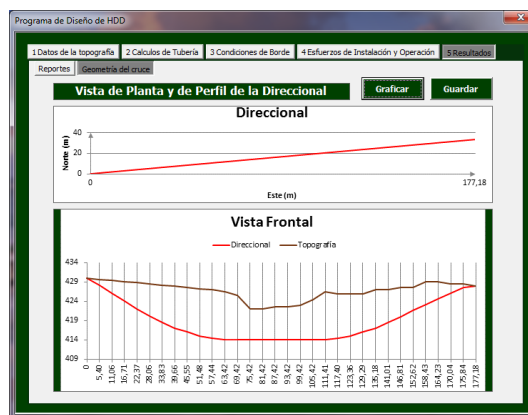 Programa de Diseño de HDD
1 Datos de la topografía 2 Calculos de Tubería 3 Condiciones de Borde 4 Esfuerzos de Instalación y Operación 5 Resultados
Reportes Geometría del cruce
Vista de Planta y de Perfil de la Direccional Graficar Guardar
Direccional
Norte (m)
40
20
0
0 177,18
Este (m)
Vista Frontal
Direccional Topografía
434
429
424
419
414
409
0 5,40 11,06 16,71 22,37 28,06 33,83 39,66 45,55 51,48 57,44 63,42 69,42 75,42 81,42 87,42 93,42 99,42 105,42 111,41 117,40 123,36 129,29 135,18 141,01 146,81 152,62 158,43 164,23 170,04 175,84 177,18